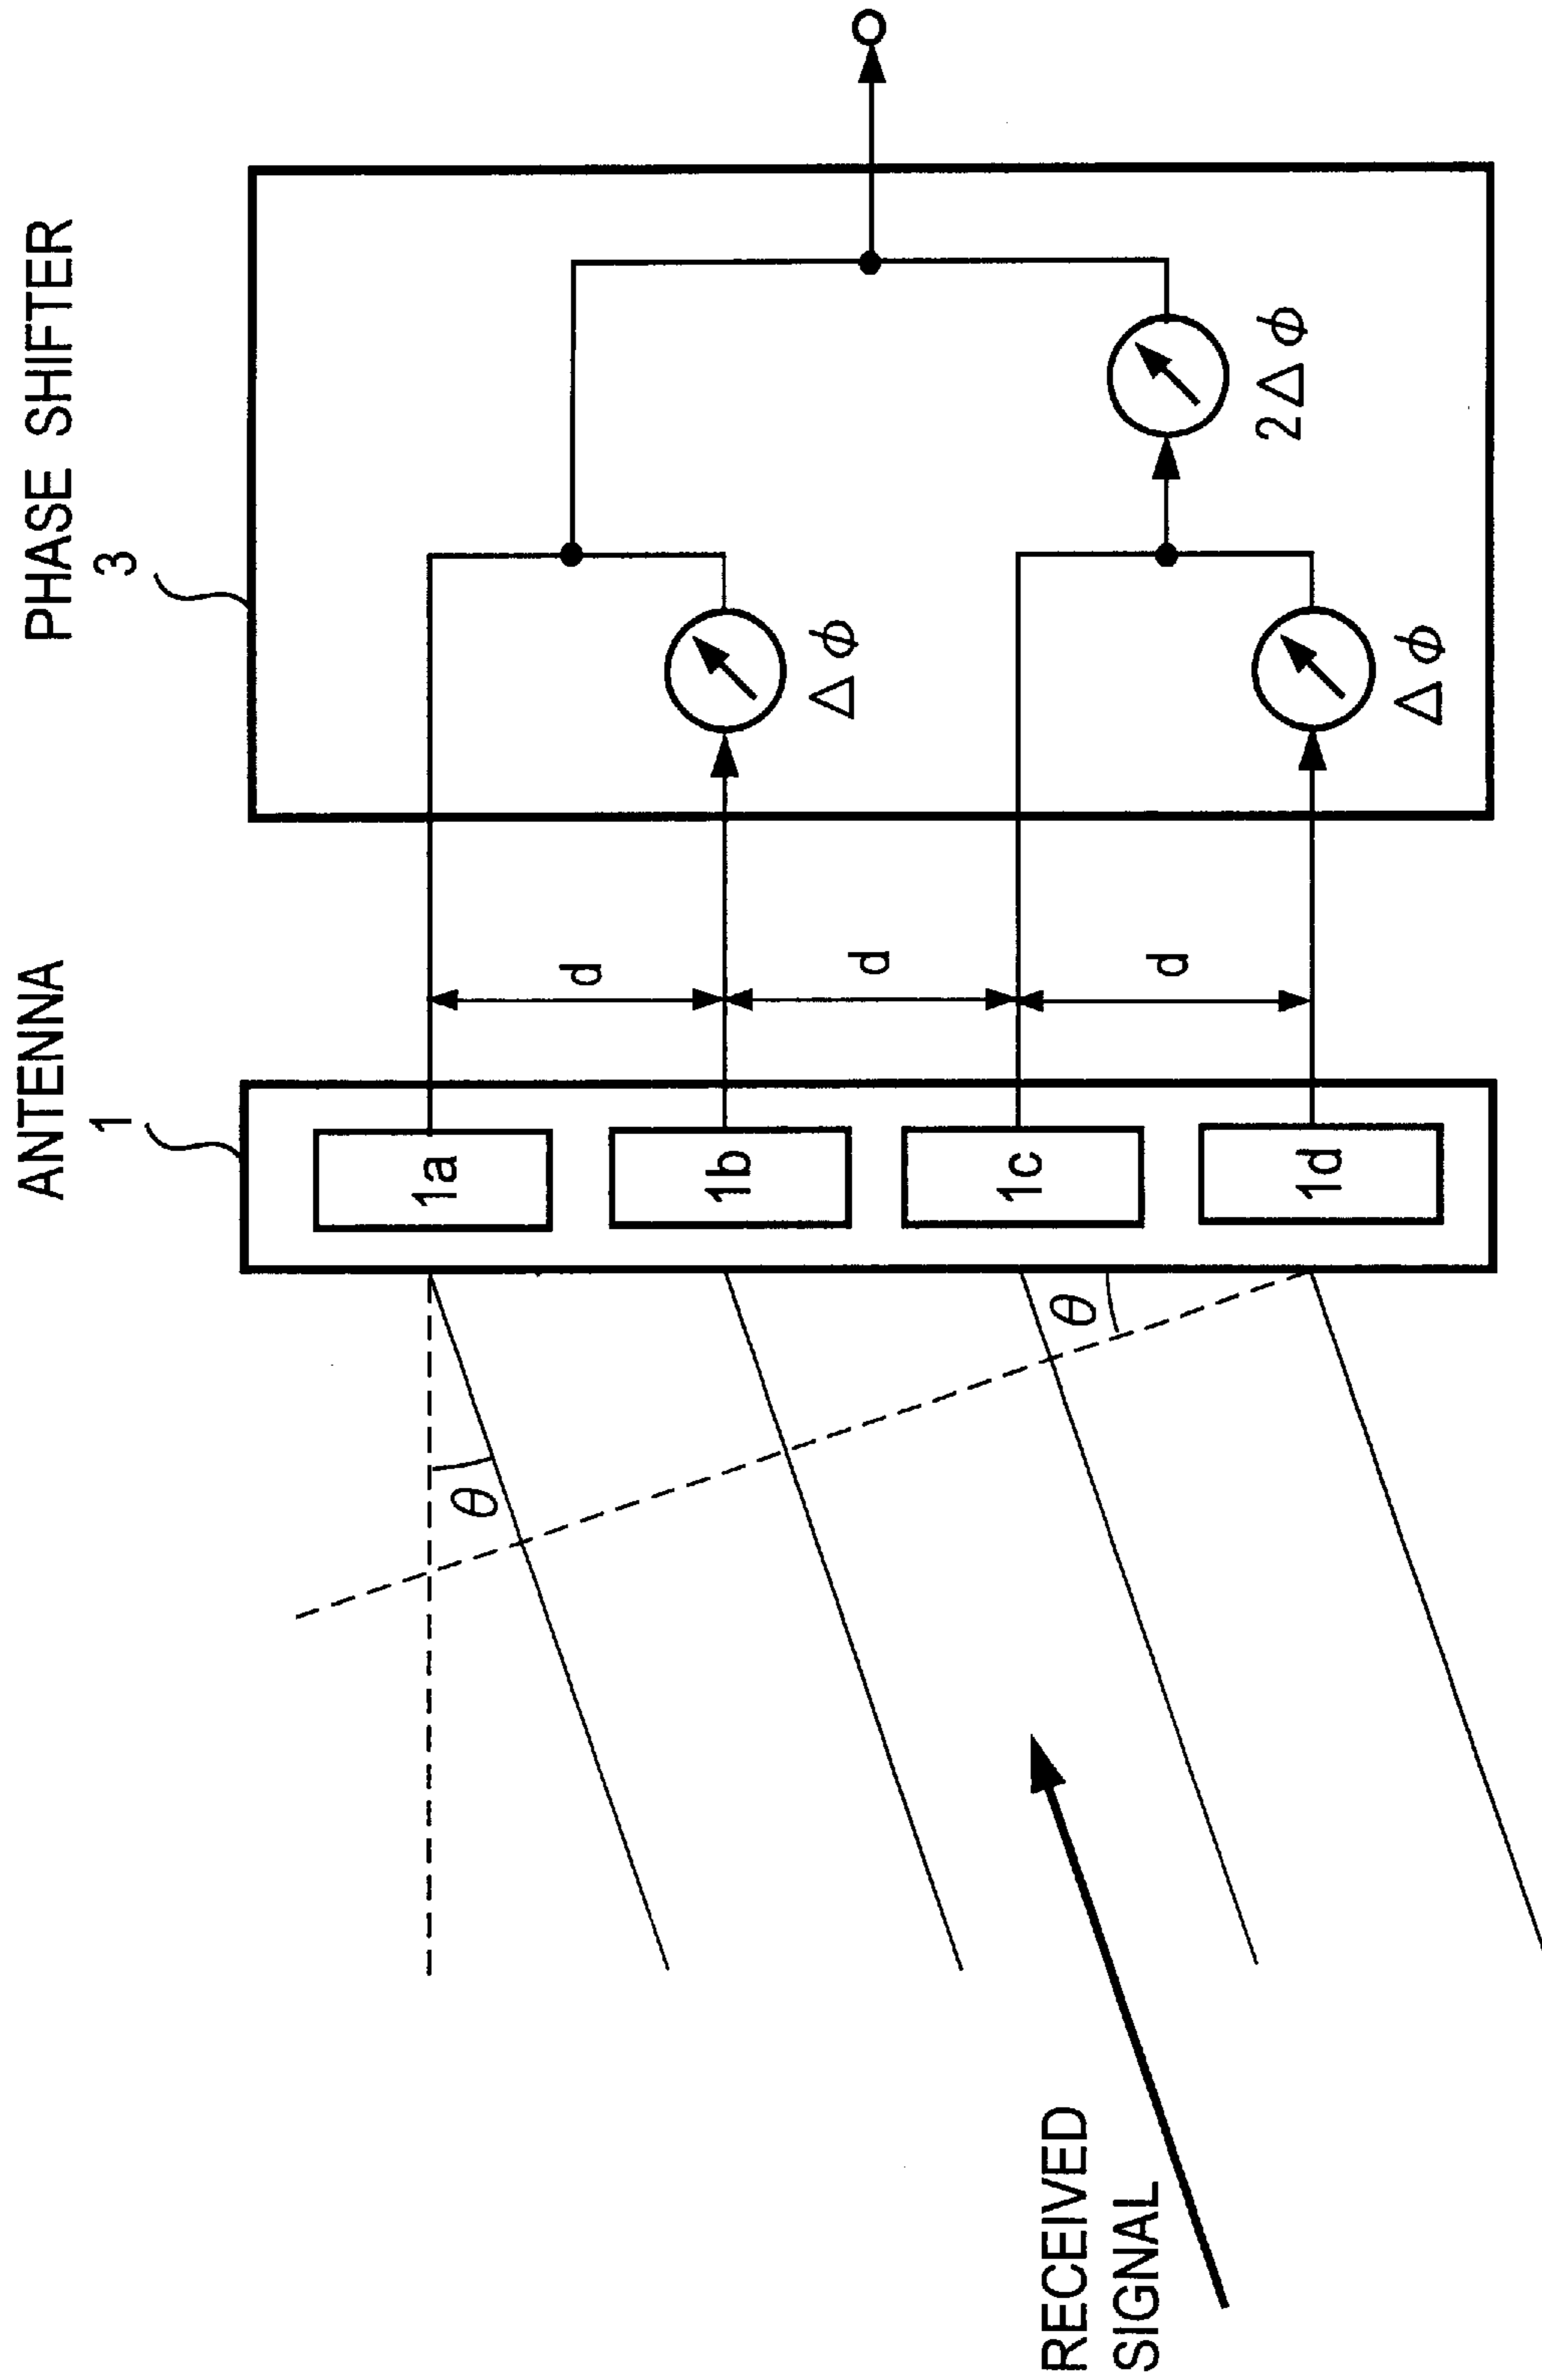 ANTENNA
1
PHASE SHIFTER
3
1a
1b
1c
1d
d
d
d
θ
θ
Δφ
Δφ
2Δφ
RECEIVED
SIGNAL